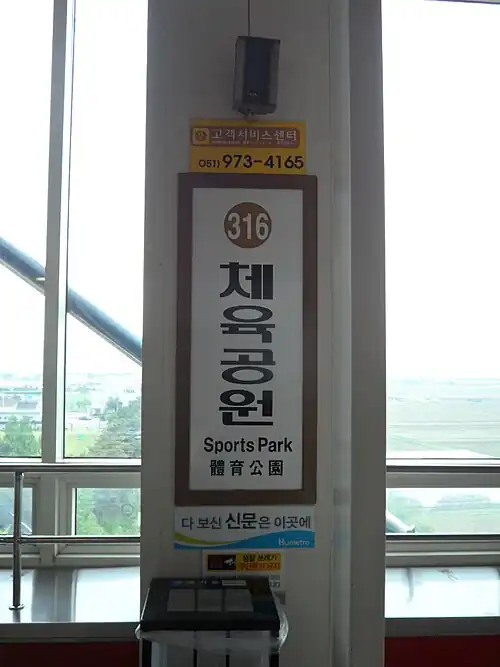 고객서비스센터
051) 973-4165
316
체육공원
Sports Park
體育公園
다 보신 신문은 이곳에
Humetro